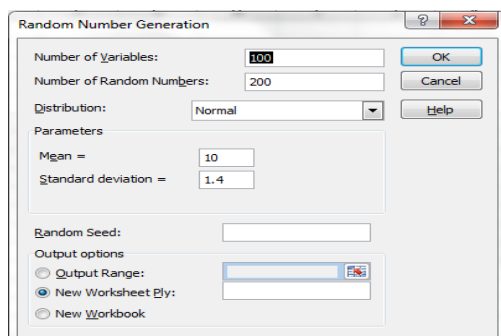 Random Number Generation
Number of Variables: 100 OK
Number of Random Numbers: 200 Cancel
Distribution: Normal Help
Parameters
Mean = 10
Standard deviation = 1.4
Random Seed:
Output options
Output Range:
New Worksheet Ply:
New Workbook